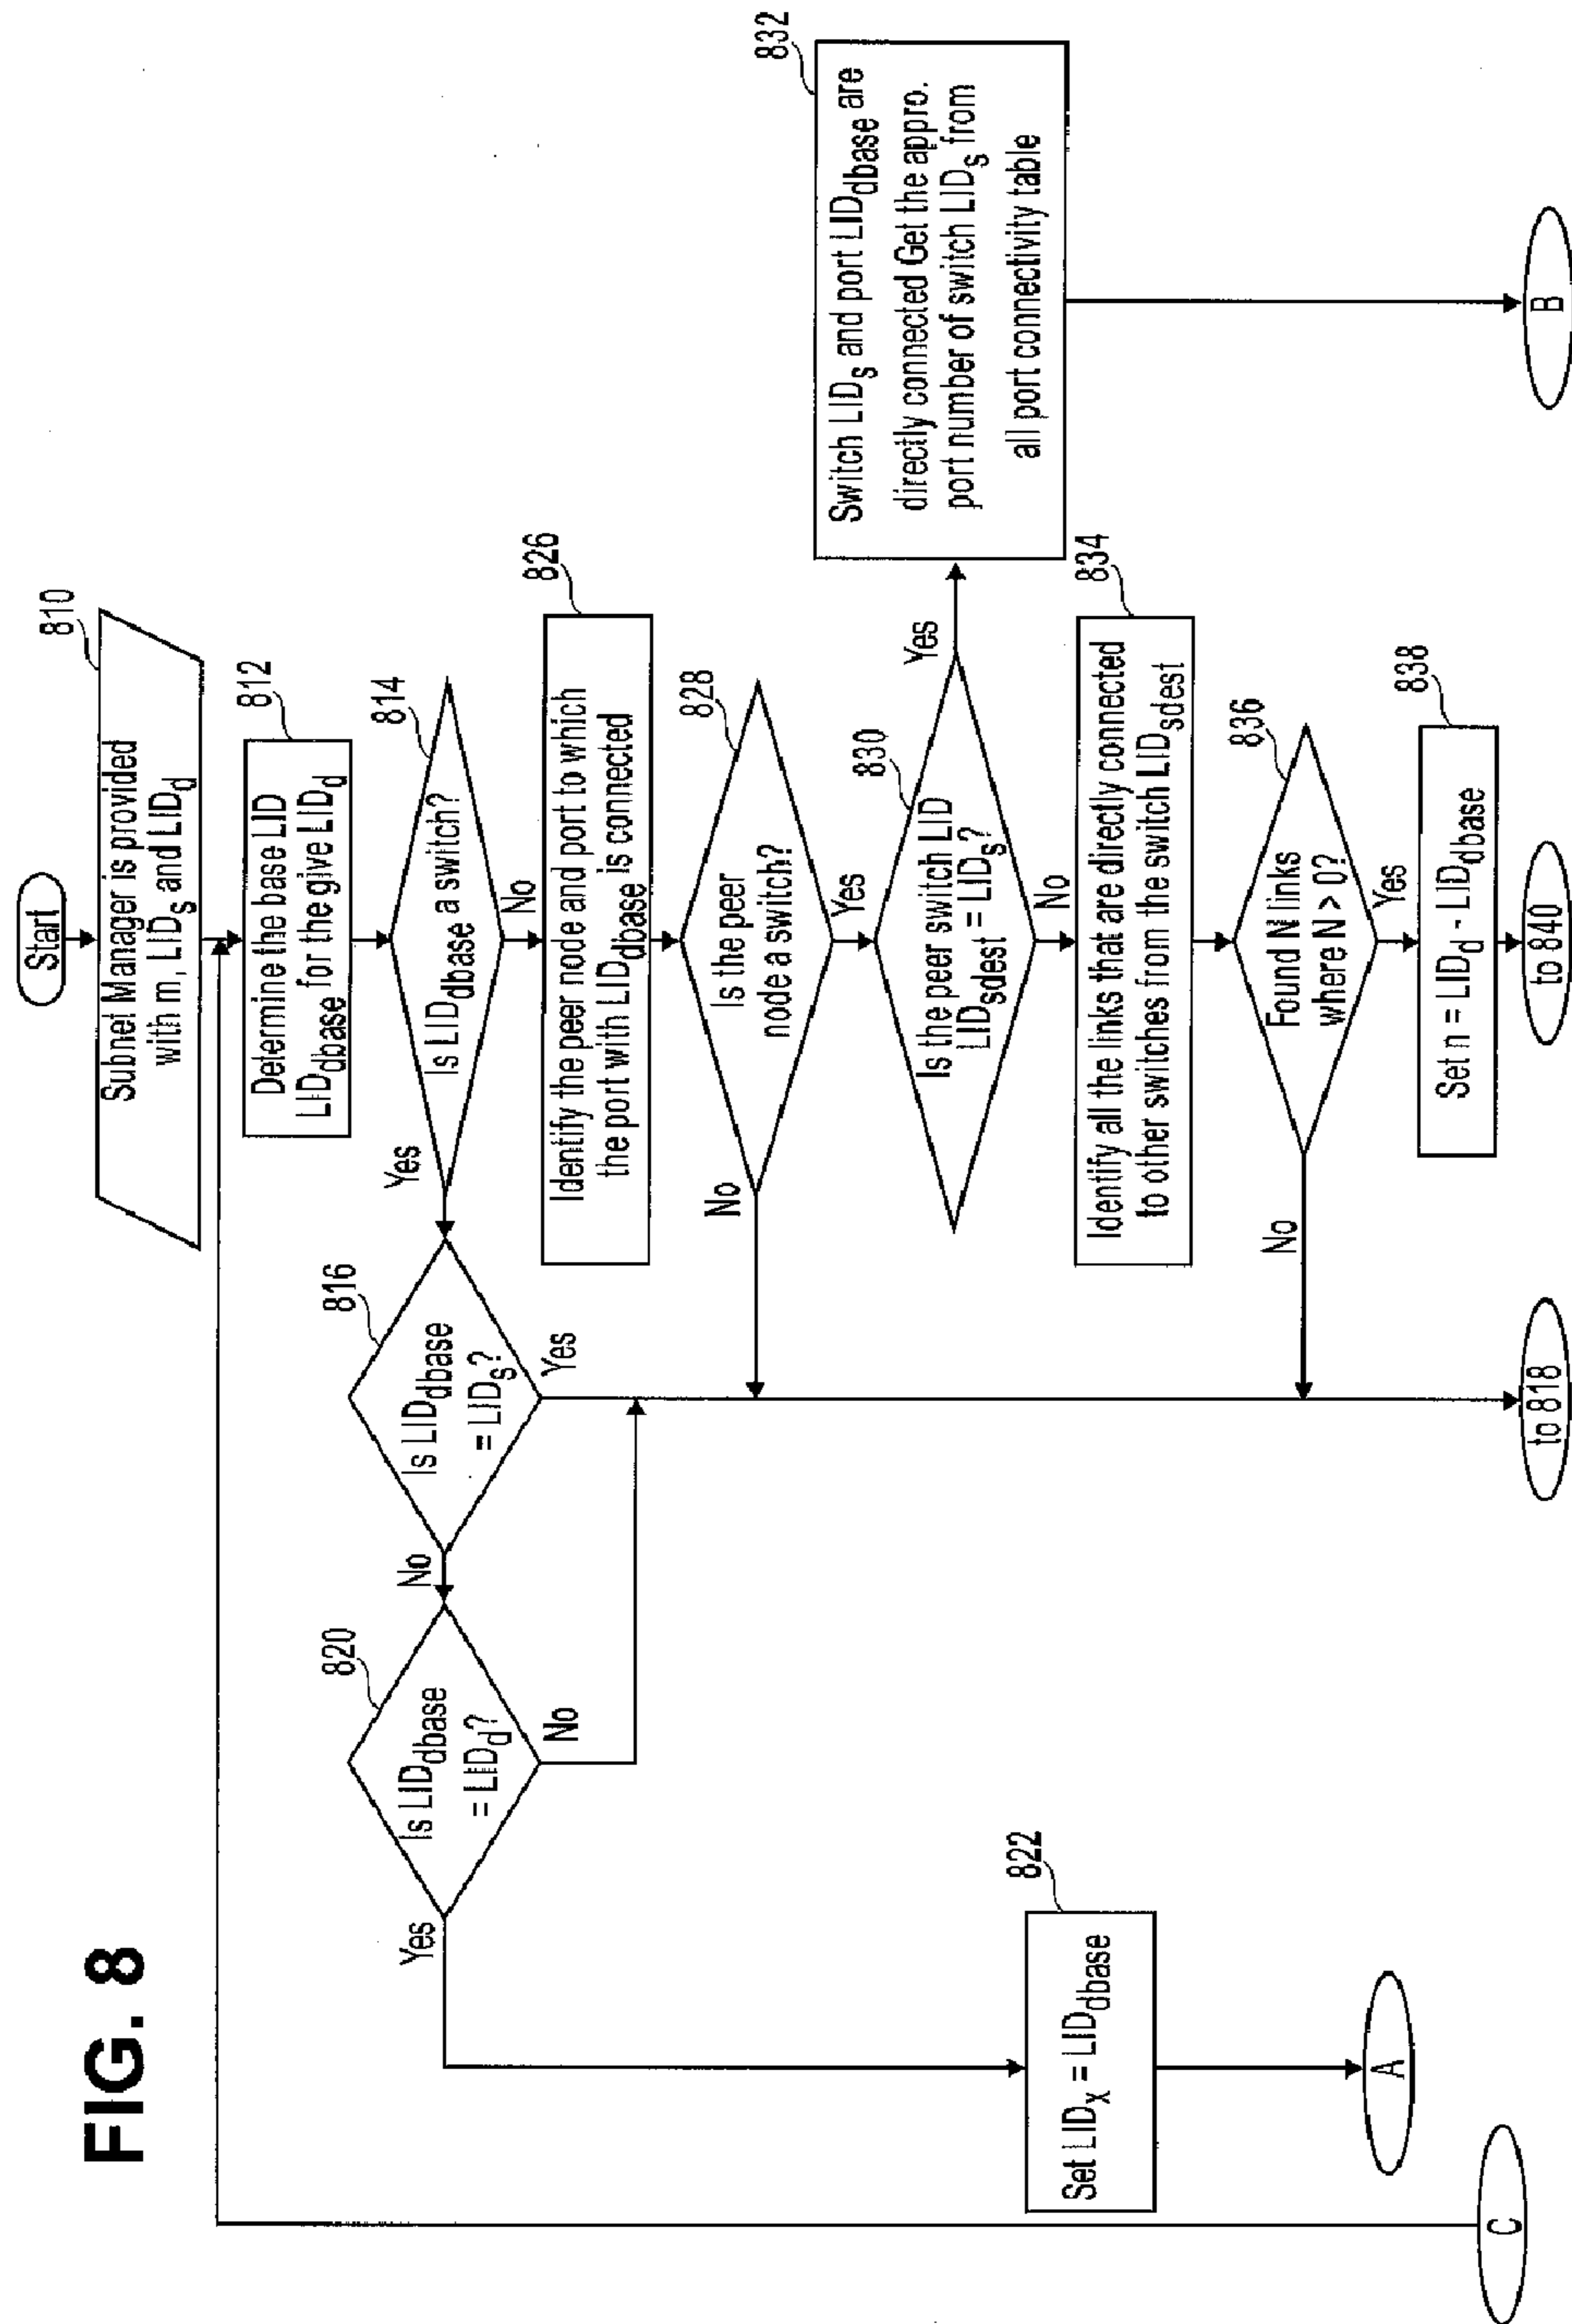 FIG. 8
Start
810
Subnet Manager is provided
with m, LIDs and LIDd
812
Determine the base LID
LIDdbase for the give LIDd
814
Is LIDdbase a switch?
Yes
No
816
Is LIDdbase
= LIDs?
Yes
No
820
Is LIDdbase
= LIDd?
No
Yes
826
Identify the peer node and port to which
the port with LIDdbase is connected
828
Is the peer
node a switch?
No
Yes
830
Is the peer switch LID
LIDsdest = LIDs?
Yes
No
832
Switch LIDs and port LIDdbase are
directly connected Get the appro.
port number of switch LIDs from
all port connectivity table
822
Set LIDx = LIDdbase
834
Identify all the links that are directly connected
to other switches from the switch LIDsdest
836
Found N links
where N > 0?
No
Yes
838
Set n = LIDd - LIDdbase
C
A
to 818
to 840
B